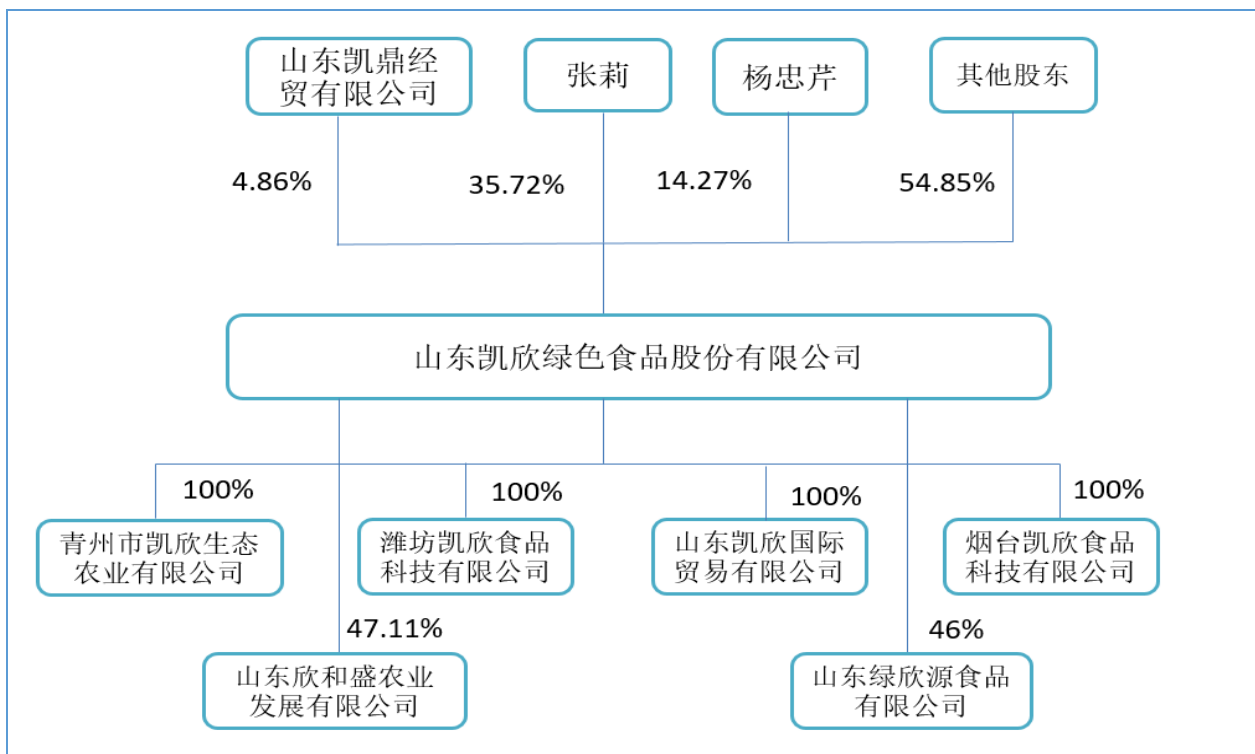 山东凯鼎经
贸有限公司
张莉
杨忠芹
其他股东
4.86%
35.72%
14.27%
54.85%
山东凯欣绿色食品股份有限公司
100%
100%
100%
100%
青州市凯欣生态
农业有限公司
潍坊凯欣食品
科技有限公司
山东凯欣国际
贸易有限公司
烟台凯欣食品
科技有限公司
47.11%
46%
山东欣和盛农业
发展有限公司
山东绿欣源食品
有限公司